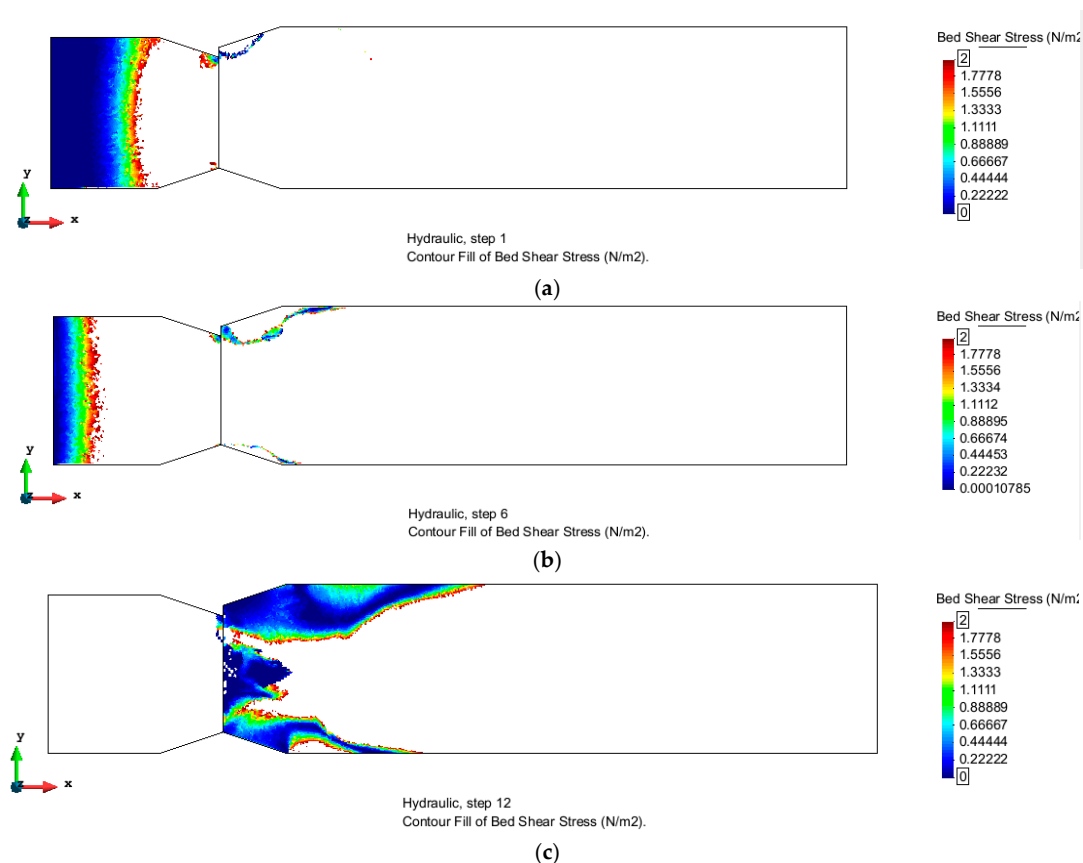 Bed Shear Stress (N/m2
2
1.7778
1.5556
1.3333
1.1111
0.88889
0.66667
0.44444
0.22222
0
y
z
x
Hydraulic, step 1
Contour Fill of Bed Shear Stress (N/m2).
(a)
Bed Shear Stress (N/m2
2
1.7778
1.5556
1.3334
1.1112
0.88895
0.66674
0.44453
0.22232
0.00010785
y
z
x
Hydraulic, step 6
Contour Fill of Bed Shear Stress (N/m2).
(b)
Bed Shear Stress (N/m2
2
1.7778
1.5556
1.3333
1.1111
0.88889
0.66667
0.44444
0.22222
0
y
z
x
Hydraulic, step 12
Contour Fill of Bed Shear Stress (N/m2).
(c)